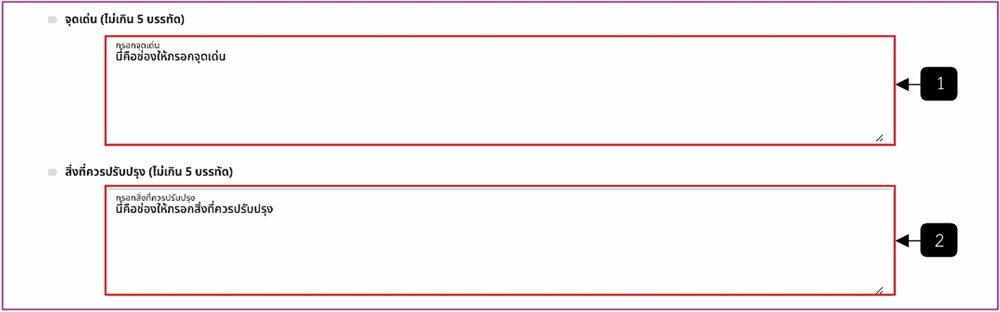 จุดเด่น (ไม่เกิน 5 บรรทัด)
กรอกจุดเด่น
นี่คือช่องให้กรอกจุดเด่น
1
สิ่งที่ควรปรับปรุง (ไม่เกิน 5 บรรทัด)
กรอกสิ่งที่ควรปรับปรุง
นี่คือช่องให้กรอกสิ่งที่ควรปรับปรุง
2